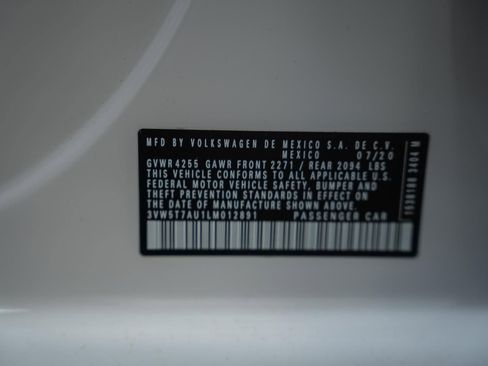 MFD BY VOLKSWAGEN DE MEXICO S.A. DE C.V.
MEXICO 07/20
GVWR 4255 GAWR FRONT 2271 / REAR 2094 LBS
THIS VEHICLE CONFORMS TO ALL APPLICABLE U.S.
FEDERAL MOTOR VEHICLE SAFETY, BUMPER AND
THEFT PREVENTION STANDARDS IN EFFECT ON
THE DATE OF MANUFACTURE SHOWN ABOVE.
3VW5T7AU1LM012891 PASSENGER CAR